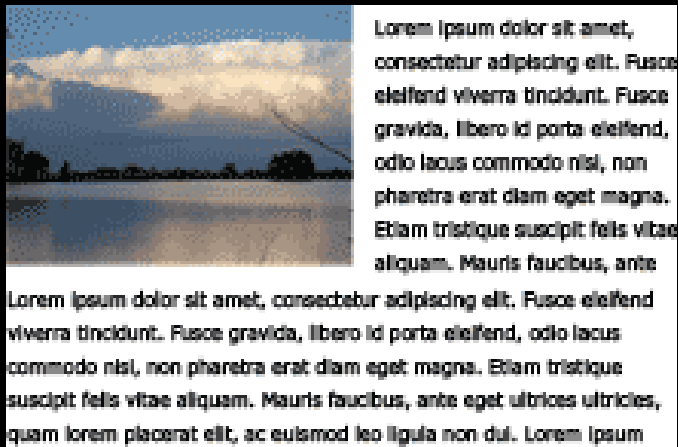 Lorem ipsum dolor sit amet,
consectetur adipiscing elit. Fusce
eleifend viverra tincidunt. Fusce
gravida, libero id porta eleifend,
odio lacus commodo nisi, non
pharetra erat diam eget magna.
Etiam tristique suscipit felis vitae
aliquam. Mauris faucibus, ante
Lorem ipsum dolor sit amet, consectetur adipiscing elit. Fusce eleifend
viverra tincidunt. Fusce gravida, libero id porta eleifend, odio lacus
commodo nisi, non pharetra erat diam eget magna. Etiam tristique
suscipit felis vitae aliquam. Mauris faucibus, ante eget ultrices ultricies,
quam lorem placerat elit, ac euismod leo ligula non dui. Lorem ipsum